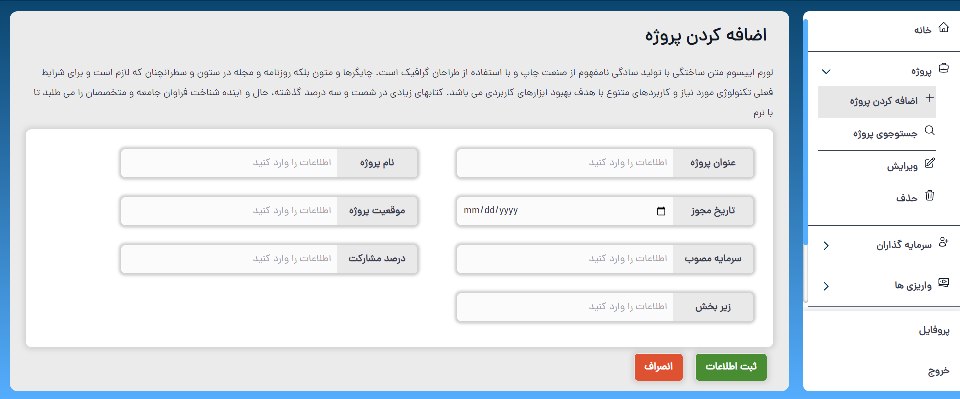 خانه
پروژه
اضافه کردن پروژه
جستوجوی پروژه
ویرایش
حذف
سرمایه گذاران
واریزی ها
پروفایل
خروج
اضافه کردن پروژه
لورم ایپسوم متن ساختگی با تولید سادگی نامفهوم از صنعت چاپ و با استفاده از طراحان گرافیک است. چاپگرها و متون بلکه روزنامه و مجله در ستون و سطرآنچنان که لازم است و برای شرایط
فعلی تکنولوژی مورد نیاز و کاربردهای متنوع با هدف بهبود ابزارهای کاربردی می باشد. کتابهای زیادی در شصت و سه درصد گذشته، حال و آینده شناخت فراوان جامعه و متخصصان را می طلبد تا
با نرم
عنوان پروژه اطلاعات را وارد کنید نام پروژه اطلاعات را وارد کنید
تاریخ مجوز mm/dd/yyyy موقعیت پروژه اطلاعات را وارد کنید
سرمایه مصوب اطلاعات را وارد کنید درصد مشارکت اطلاعات را وارد کنید
زیر بخش اطلاعات را وارد کنید
ثبت اطلاعات انصراف